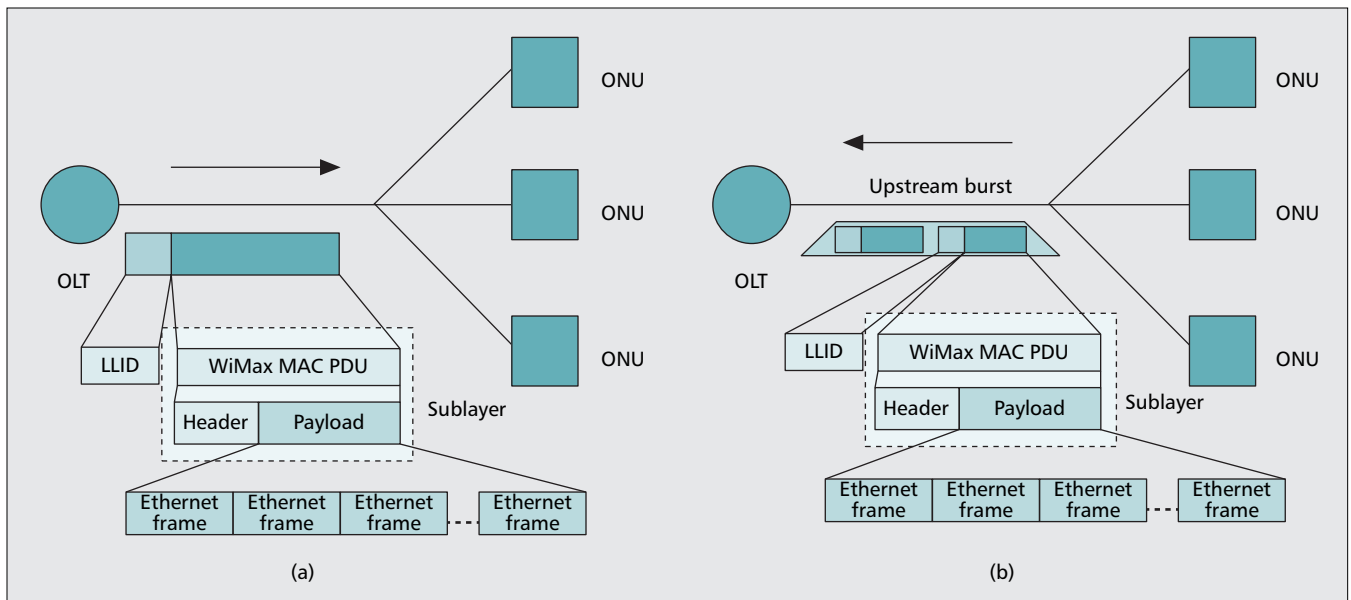 ONU
ONU
OLT
LLID
WiMax MAC PDU
ONU
Sublayer
Header
Payload
Ethernet
frame
Ethernet
frame
Ethernet
frame
Ethernet
frame
(a)
ONU
Upstream burst
ONU
OLT
LLID
WiMax MAC PDU
ONU
Sublayer
Header
Payload
Ethernet
frame
Ethernet
frame
Ethernet
frame
Ethernet
frame
(b)